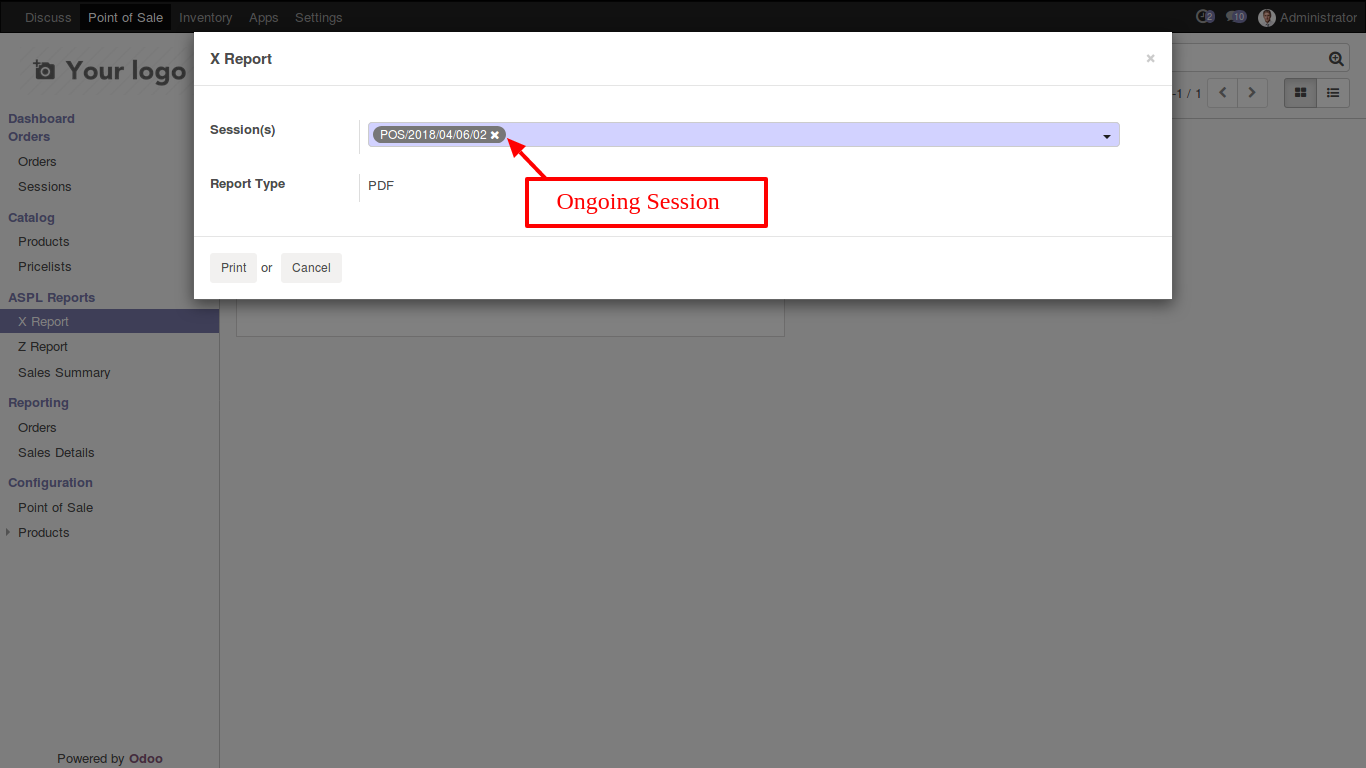 Discuss Point of Sale Inventory Apps Settings 2 10 Administrator
Your logo
X Report ×
-1 / 1
Session(s) POS/2018/04/06/02
Report Type PDF
Ongoing Session
Print or Cancel
Dashboard
Orders
Orders
Sessions
Catalog
Products
Pricelists
ASPL Reports
X Report
Z Report
Sales Summary
Reporting
Orders
Sales Details
Configuration
Point of Sale
Products
Powered by Odoo